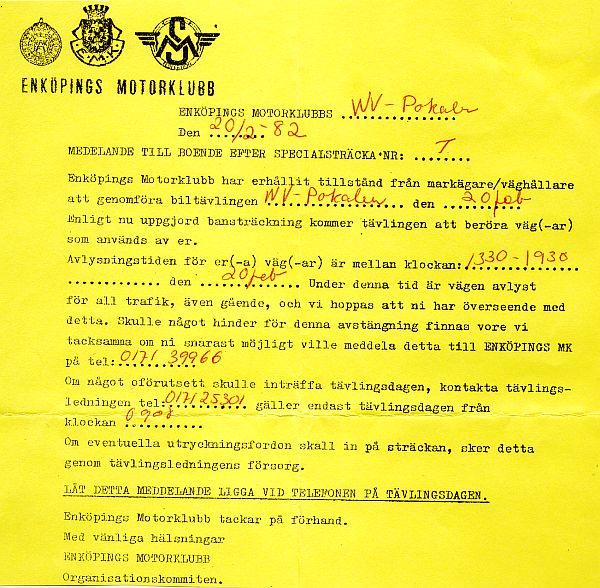 E·M·K
ENKÖPINGS MOTORKLUBB
ENKÖPINGS MOTORKLUBBS WV-Pokalen
Den 20/2-82
MEDELANDE TILL BOENDE EFTER SPECIALSTRÄCKA NR: 1
Enköpings Motorklubb har erhållit tillstånd från markägare/väghållare
att genomföra biltävlingen WV-Pokalen den 20 feb
Enligt nu uppgjord bansträckning kommer tävlingen att beröra väg(-ar)
som används av er.
Avlysningstiden för er(-a) väg(-ar) är mellan klockan: 1330-1930
............. den 20 feb Under denna tid är vägen avlyst
för all trafik, även gående, och vi hoppas att ni har överseende med
detta. Skulle något hinder för denna avstängning finnas vore vi
tacksamma om ni snarast möjligt ville meddela detta till ENKÖPINGS MK
på tel: 0171 39966
Om något oförutsett skulle inträffa tävlingsdagen, kontakta tävlings-
ledningen tel: 0171 25301 gäller endast tävlingsdagen från
klockan
Om eventuella utryckningsfordon skall in på sträckan, sker detta
genom tävlingsledningens försorg.
LÅT DETTA MEDDELANDE LIGGA VID TELEFONEN PÅ TÄVLINGSDAGEN.
Enköpings Motorklubb tackar på förhand.
Med vänliga hälsningar
ENKÖPINGS MOTORKLUBB
Organisationskommiten.